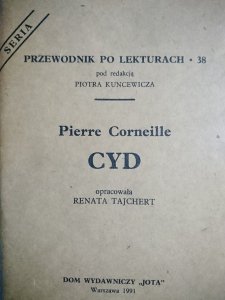 SERIA
PRZEWODNIK PO LEKTURACH • 38
pod redakcją
PIOTRA KUNCEWICZA
Pierre Corneille
CYD
opracowała
RENATA TAJCHERT
DOM WYDAWNICZY „JOTA”
Warszawa 1991